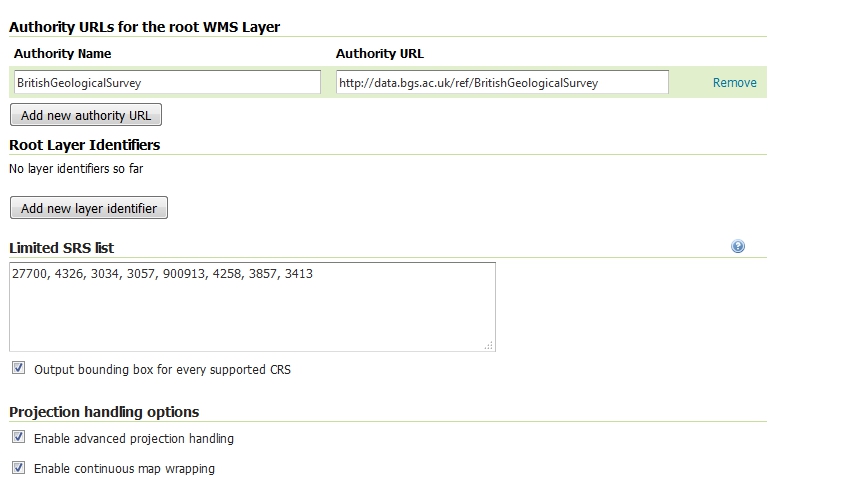 Authority URLs for the root WMS Layer
Authority Name Authority URL
BritishGeologicalSurvey http://data.bgs.ac.uk/ref/BritishGeologicalSurvey Remove
Add new authority URL
Root Layer Identifiers
No layer identifiers so far
Add new layer identifier
Limited SRS list ?
27700, 4326, 3034, 3057, 900913, 4258, 3857, 3413
Output bounding box for every supported CRS
Projection handling options
Enable advanced projection handling
Enable continuous map wrapping